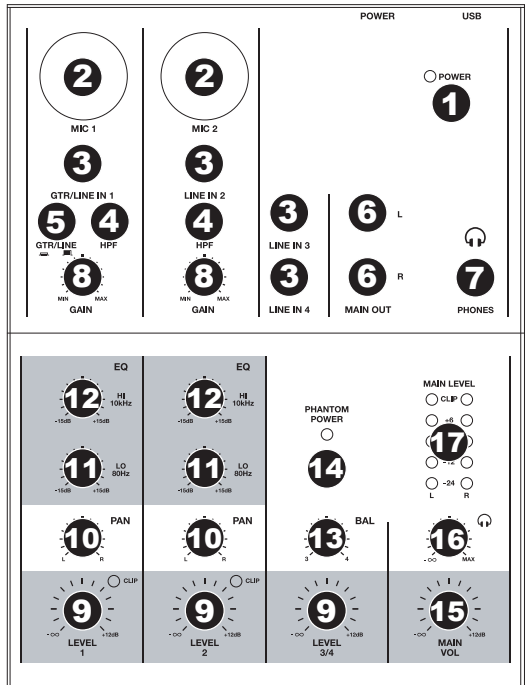 POWER USB
POWER
1
2 2
MIC 1 MIC 2
3 3
GTR/LINE IN 1 LINE IN 2
5 4 4 3 6 L
GTR/LINE HPF HPF LINE IN 3
8 8 3 6 R 7
MIN MAX MIN MAX
GAIN GAIN LINE IN 4 MAIN OUT PHONES
EQ EQ
12 HI 10kHz 12 HI 10kHz
-15dB +15dB -15dB +15dB
MAIN LEVEL
CLIP
+6
PHANTOM POWER
11 LO 80Hz 11 LO 80Hz 14 17
-15dB +15dB -15dB +15dB
-24
L R
PAN PAN BAL
10 10 13 16
L R L R 3 4 -∞ MAX
CLIP CLIP
9 9 9 15
-∞ +12dB -∞ +12dB -∞ +12dB -∞ +12dB
LEVEL 1 LEVEL 2 LEVEL 3/4 MAIN VOL